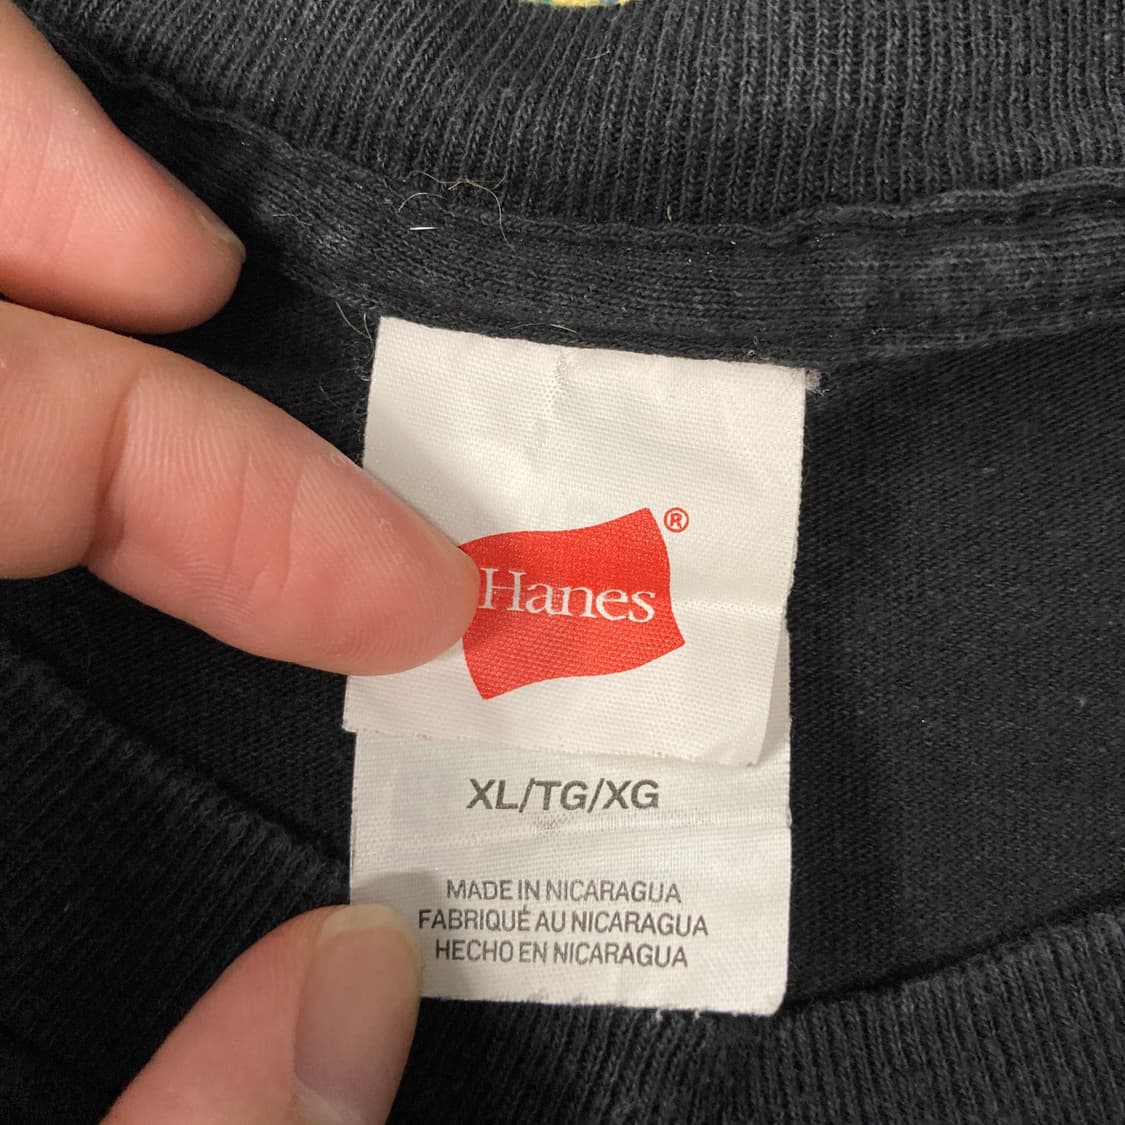 Hanes®
XL/TG/XG
MADE IN NICARAGUA
FABRIQUÉ AU NICARAGUA
HECHO EN NICARAGUA